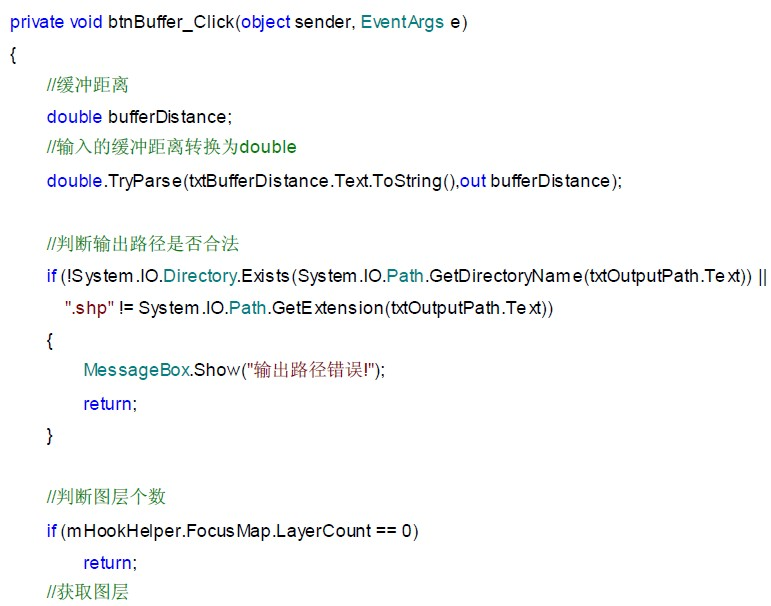 private void btnBuffer_Click(object sender, EventArgs e)
{
//缓冲距离
double bufferDistance;
//输入的缓冲距离转换为double
double.TryParse(txtBufferDistance.Text.ToString(),out bufferDistance);
//判断输出路径是否合法
if (!System.IO.Directory.Exists(System.IO.Path.GetDirectoryName(txtOutputPath.Text)) ||
".shp" != System.IO.Path.GetExtension(txtOutputPath.Text))
{
MessageBox.Show("输出路径错误!");
return;
}
//判断图层个数
if (mHookHelper.FocusMap.LayerCount == 0)
return;
//获取图层